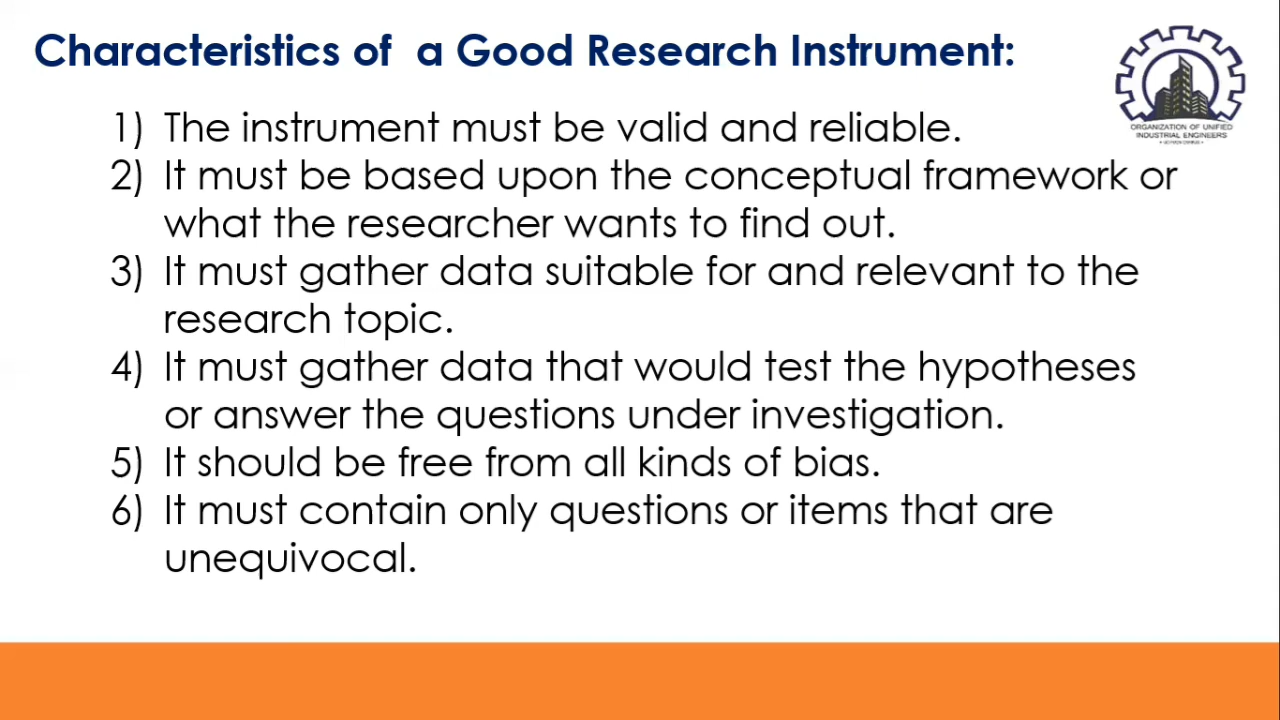 Characteristics of a Good Research Instrument:
ORGANIZATION OF UNIFIED
INDUSTRIAL ENGINEERS
1) The instrument must be valid and reliable.
2) It must be based upon the conceptual framework or
what the researcher wants to find out.
3) It must gather data suitable for and relevant to the
research topic.
4) It must gather data that would test the hypotheses
or answer the questions under investigation.
5) It should be free from all kinds of bias.
6) It must contain only questions or items that are
unequivocal.